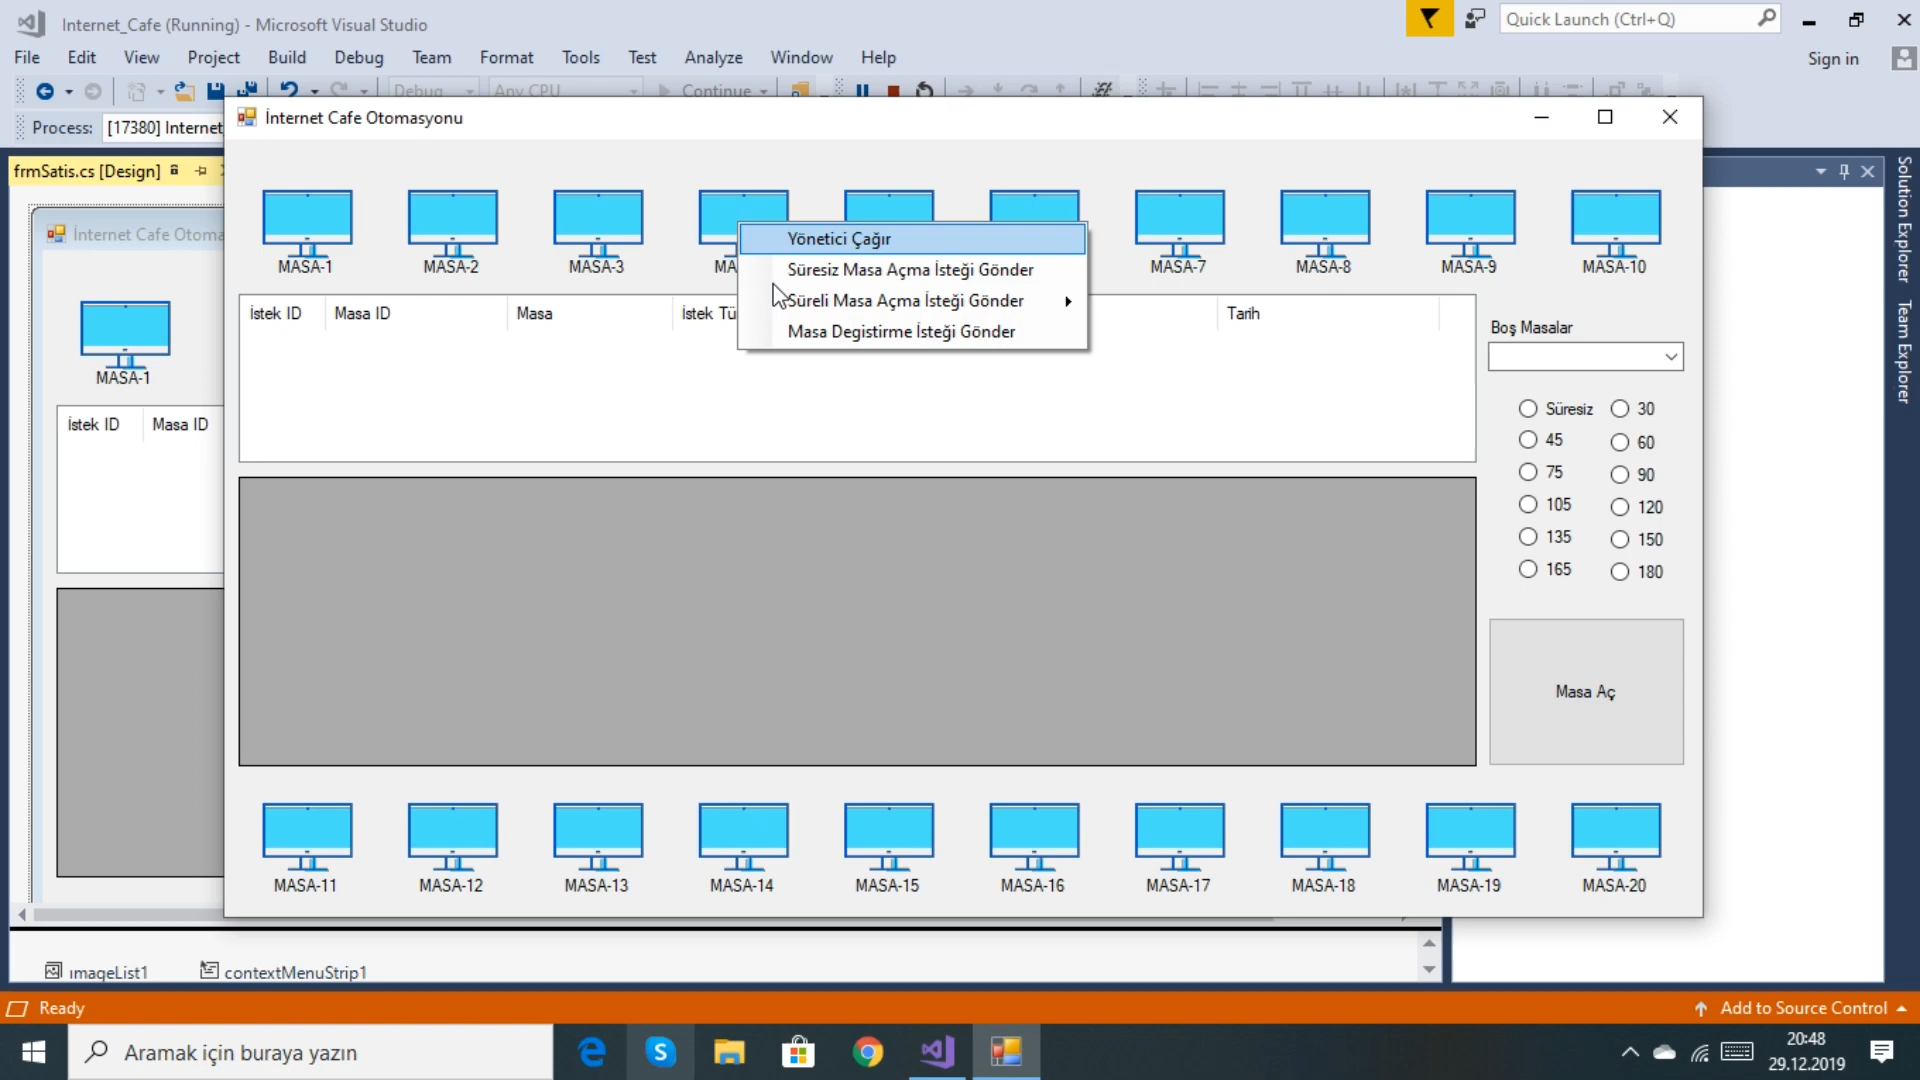 Internet_Cafe (Running) - Microsoft Visual Studio
Quick Launch (Ctrl+Q)
File Edit View Project Build Debug Team Format Tools Test Analyze Window Help
Sign in
Debug Any CPU Continue
Process: [17380] Internet
İnternet Cafe Otomasyonu
frmSatis.cs [Design]
Solution Explorer
Team Explorer
İnternet Cafe Otoma
MASA-1
İstek ID Masa ID
MASA-1 MASA-2 MASA-3 MA MASA-7 MASA-8 MASA-9 MASA-10
Yönetici Çağır
Süresiz Masa Açma İsteği Gönder
Süreli Masa Açma İsteği Gönder
Masa Degistirme İsteği Gönder
İstek ID Masa ID Masa İstek Tü Tarih
Boş Masalar
Süresiz 30
45 60
75 90
105 120
135 150
165 180
Masa Aç
MASA-11 MASA-12 MASA-13 MASA-14 MASA-15 MASA-16 MASA-17 MASA-18 MASA-19 MASA-20
imageList1 contextMenuStrip1
Ready
Add to Source Control
Aramak için buraya yazın
20:48
29.12.2019